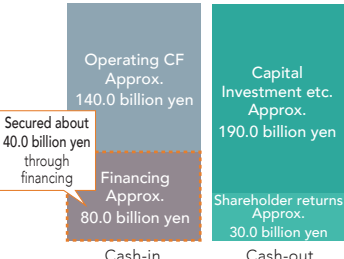 Operating CF
Approx.
140.0 billion yen
Secured about
40.0 billion yen
through
financing
Financing
Approx.
80.0 billion yen
Cash-in
Capital
Investment etc.
Approx.
190.0 billion yen
Shareholder returns
Approx.
30.0 billion yen
Cash-out